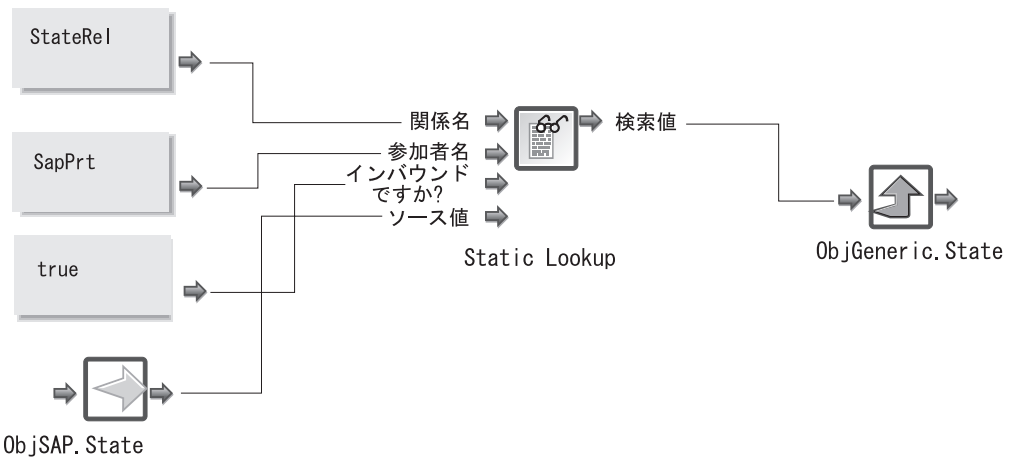 StateRel
SapPrt
true
ObjSAP.State
関係名
参加者名
インバウンド
ですか?
ソース値
Static Lookup
検索値
ObjGeneric.State